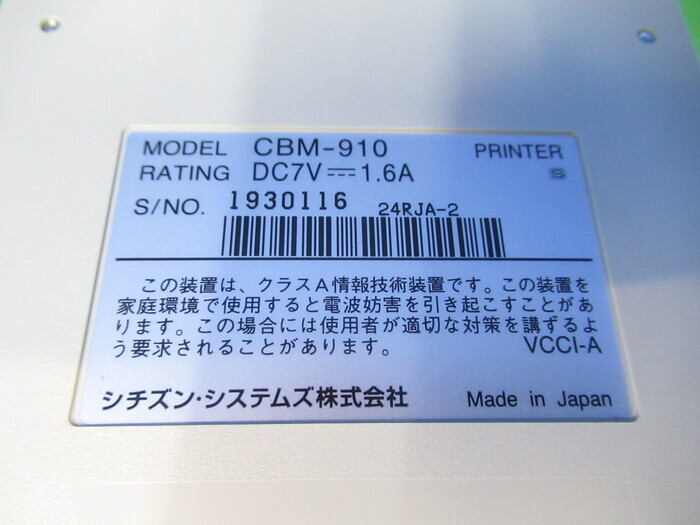 MODEL CBM-910 PRINTER
RATING DC7V⎓1.6A S
S/NO. 1930116 24RJA-2
この装置は、クラスA情報技術装置です。この装置を
家庭環境で使用すると電波妨害を引き起こすことがあ
ります。この場合には使用者が適切な対策を講ずるよ
う要求されることがあります。 VCCI-A
シチズン・システムズ株式会社 Made in Japan